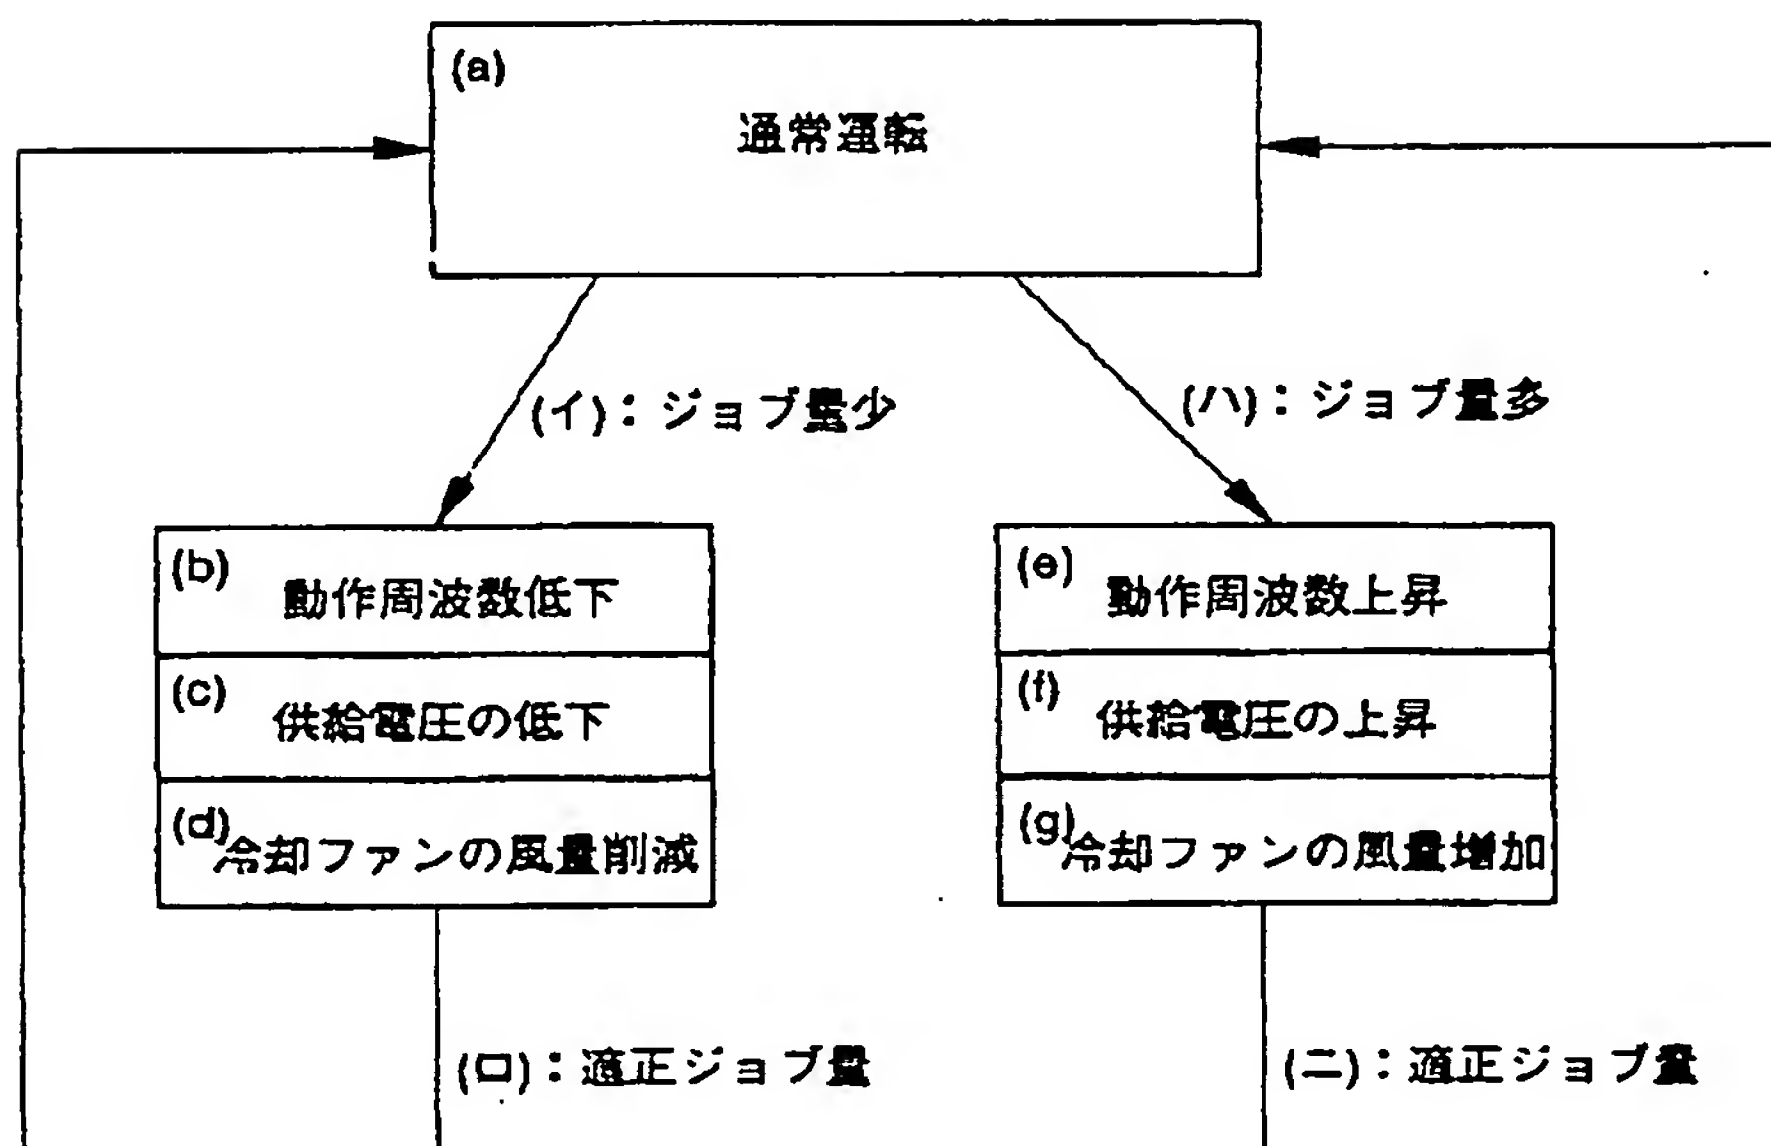 (a)
通常運転
(イ)：ジョブ量少
(ハ)：ジョブ量多
(b)
動作周波数低下
(c)
供給電圧の低下
(d)
冷却ファンの風量削減
(e)
動作周波数上昇
(f)
供給電圧の上昇
(g)
冷却ファンの風量増加
(ロ)：適正ジョブ量
(ニ)：適正ジョブ量